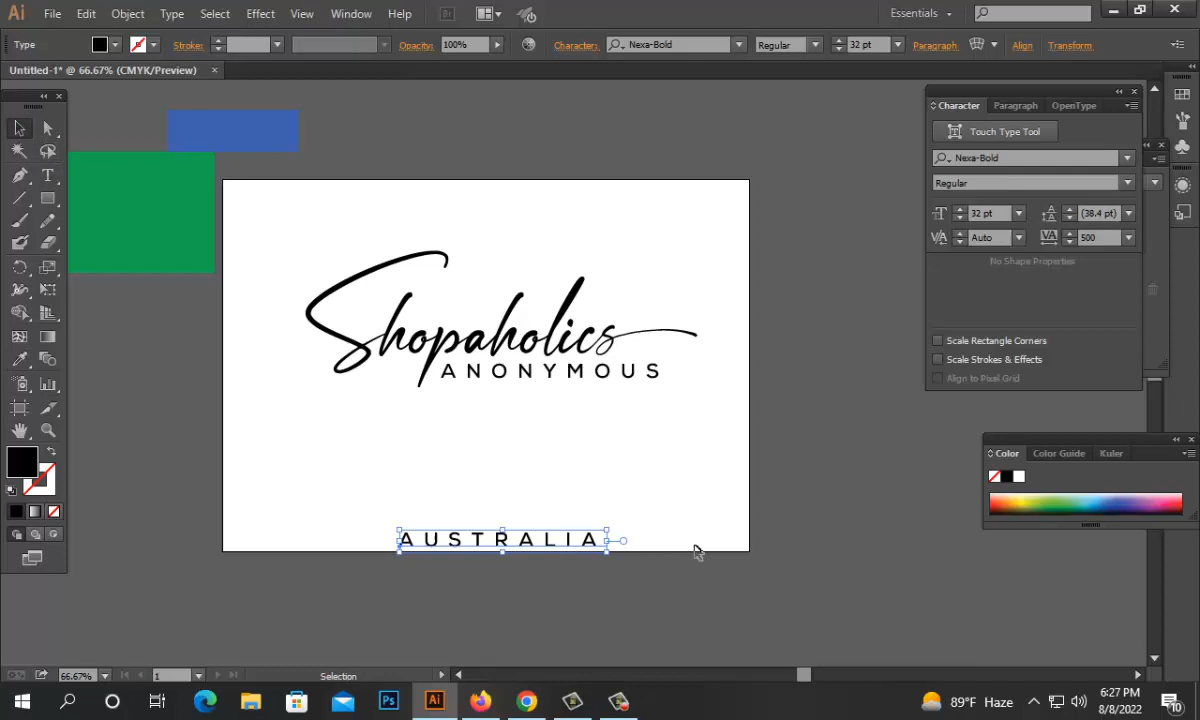 Ai File Edit Object Type Select Effect View Window Help Br Essentials
Type Stroke: Opacity: 100% Character: Nexa-Bold Regular 32 pt Paragraph Align Transform
Untitled-1* @ 66.67% (CMYK/Preview)
Character Paragraph OpenType
Touch Type Tool
Nexa-Bold
Regular
32 pt (38.4 pt)
Auto 500
No Shape Properties
Scale Rectangle Corners
Scale Strokes & Effects
Align to Pixel Grid
Shopaholics
ANONYMOUS
Color Color Guide Kuler
AUSTRALIA
66.67% 1 Selection
Ps Ai 89°F Haze 6:27 PM
8/8/2022 10